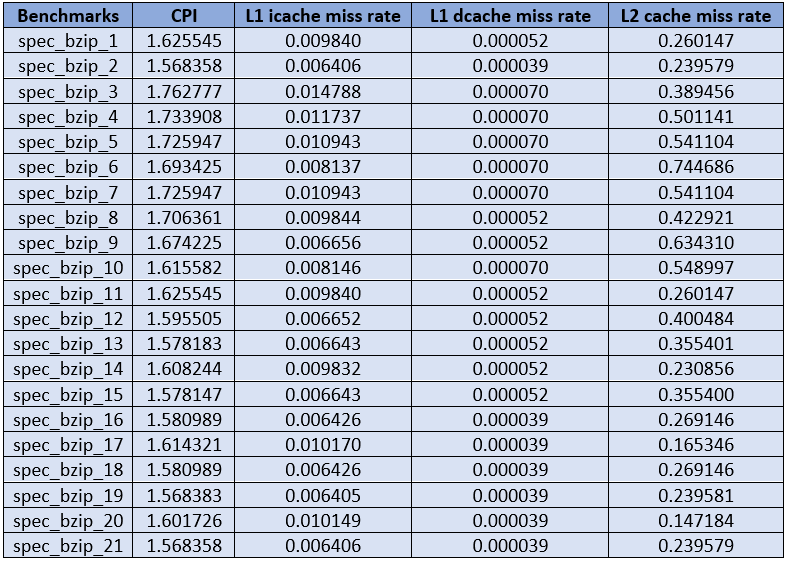 Benchmarks CPI L1 icache miss rate L1 dcache miss rate L2 cache miss rate
spec_bzip_1 1.625545 0.009840 0.000052 0.260147
spec_bzip_2 1.568358 0.006406 0.000039 0.239579
spec_bzip_3 1.762777 0.014788 0.000070 0.389456
spec_bzip_4 1.733908 0.011737 0.000070 0.501141
spec_bzip_5 1.725947 0.010943 0.000070 0.541104
spec_bzip_6 1.693425 0.008137 0.000070 0.744686
spec_bzip_7 1.725947 0.010943 0.000070 0.541104
spec_bzip_8 1.706361 0.009844 0.000052 0.422921
spec_bzip_9 1.674225 0.006656 0.000052 0.634310
spec_bzip_10 1.615582 0.008146 0.000070 0.548997
spec_bzip_11 1.625545 0.009840 0.000052 0.260147
spec_bzip_12 1.595505 0.006652 0.000052 0.400484
spec_bzip_13 1.578183 0.006643 0.000052 0.355401
spec_bzip_14 1.608244 0.009832 0.000052 0.230856
spec_bzip_15 1.578147 0.006643 0.000052 0.355400
spec_bzip_16 1.580989 0.006426 0.000039 0.269146
spec_bzip_17 1.614321 0.010170 0.000039 0.165346
spec_bzip_18 1.580989 0.006426 0.000039 0.269146
spec_bzip_19 1.568383 0.006405 0.000039 0.239581
spec_bzip_20 1.601726 0.010149 0.000039 0.147184
spec_bzip_21 1.568358 0.006406 0.000039 0.239579